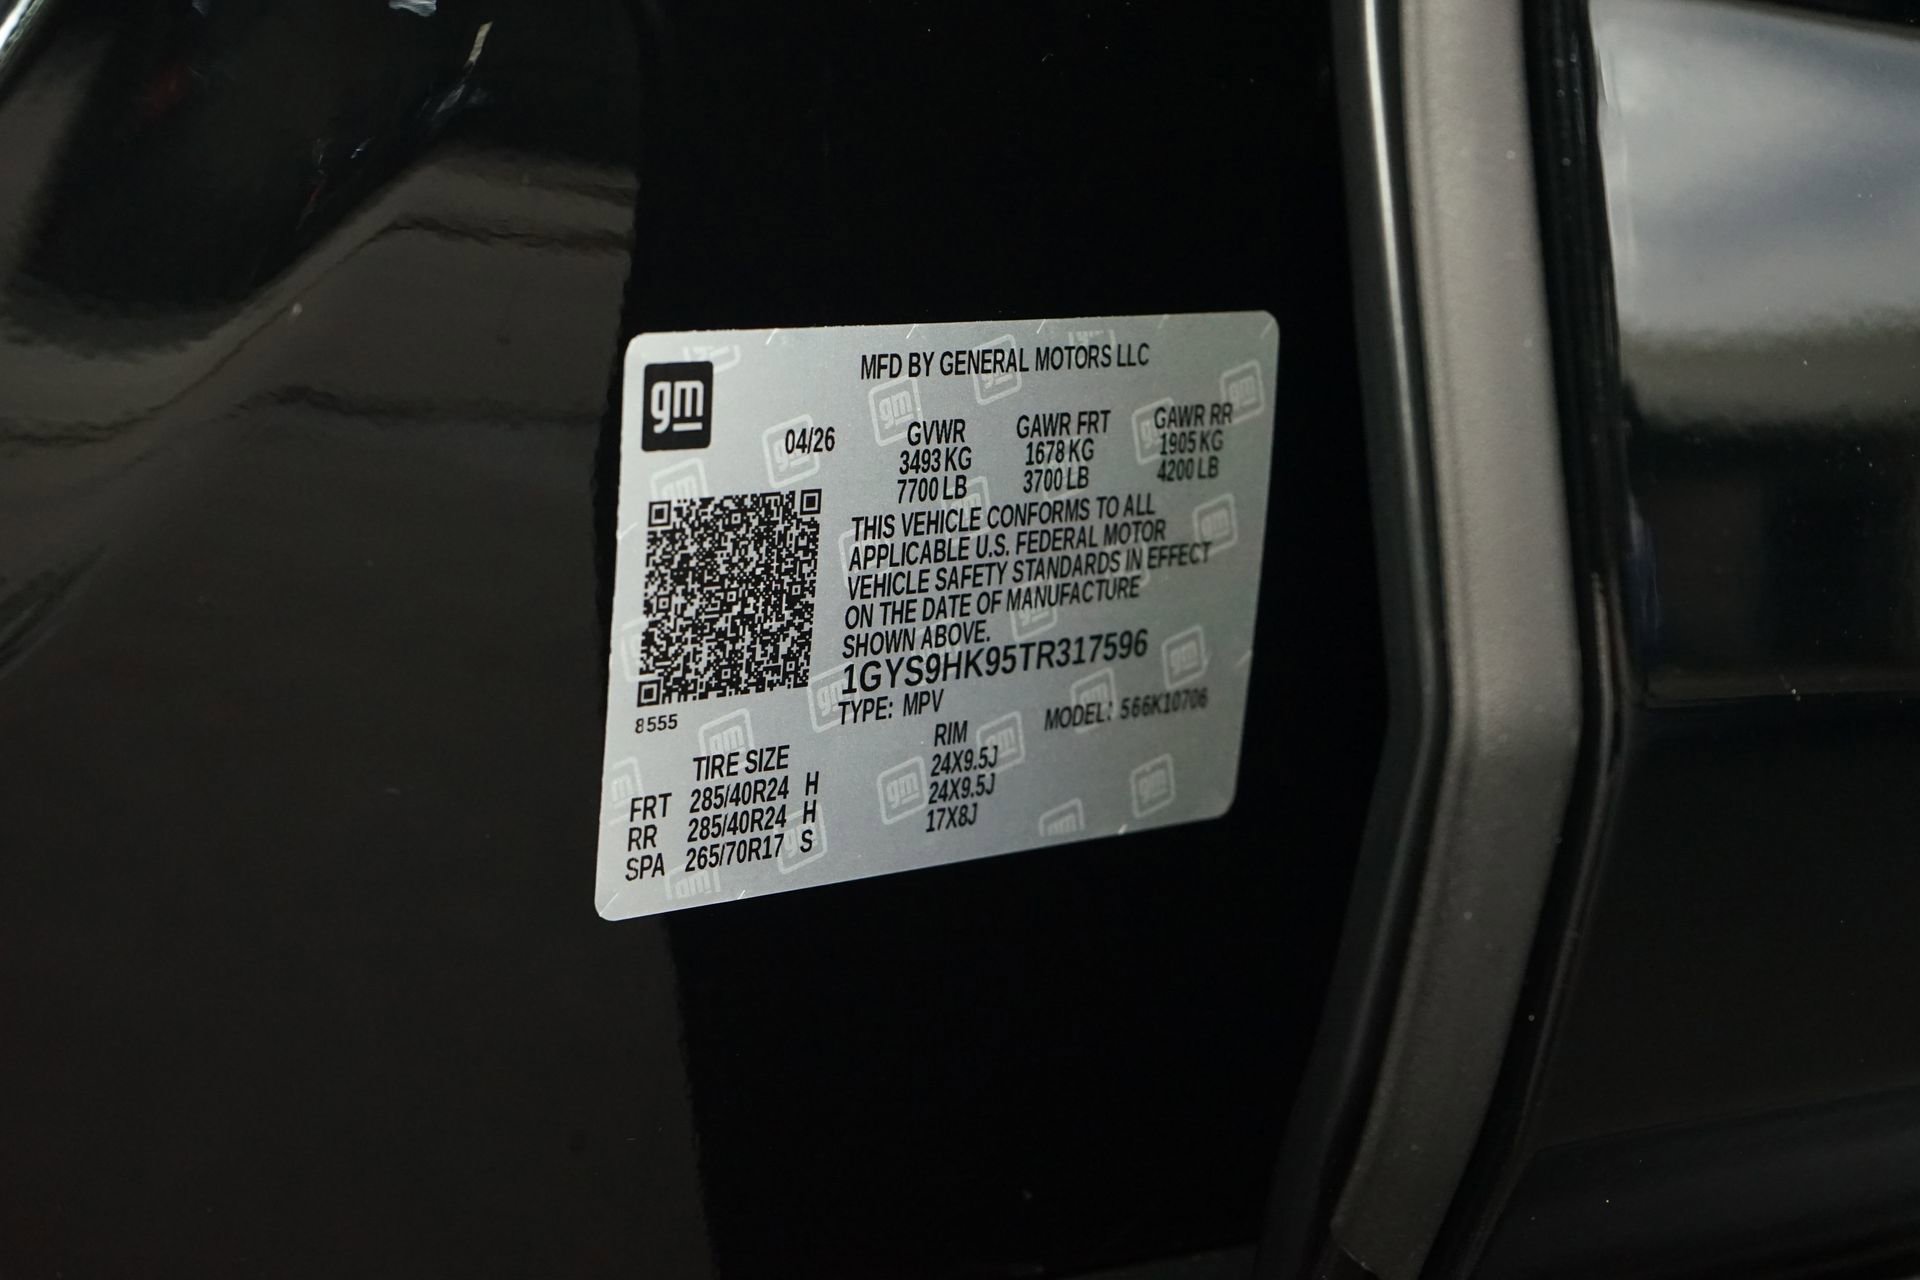 MFD BY GENERAL MOTORS LLC
gm
04/26
GVWR GAWR FRT GAWR RR
3493 KG 1678 KG 1905 KG
7700 LB 3700 LB 4200 LB
THIS VEHICLE CONFORMS TO ALL
APPLICABLE U.S. FEDERAL MOTOR
VEHICLE SAFETY STANDARDS IN EFFECT
ON THE DATE OF MANUFACTURE
SHOWN ABOVE.
1GYS9HK95TR317596
TYPE: MPV MODEL: 566K10706
8555
TIRE SIZE RIM
FRT 285/40R24 H 24X9.5J
RR 285/40R24 H 24X9.5J
SPA 265/70R17 S 17X8J